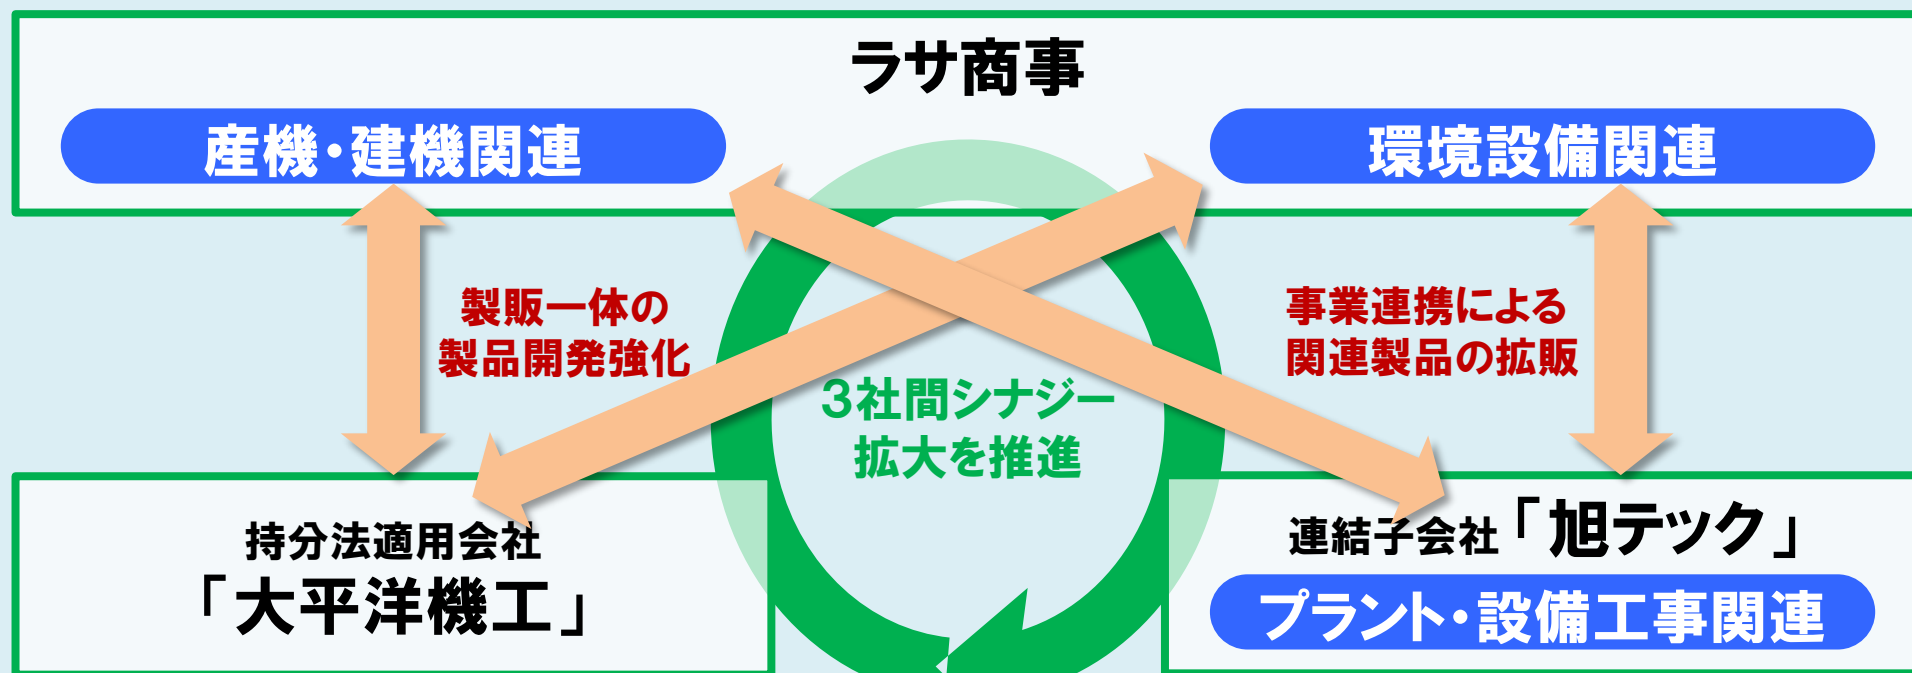 ラサ商事
産機・建機関連
環境設備関連
製販一体の
製品開発強化
事業連携による
関連製品の拡販
3社間シナジー
拡大を推進
持分法適用会社
「大平洋機工」
連結子会社「旭テック」
プラント・設備工事関連